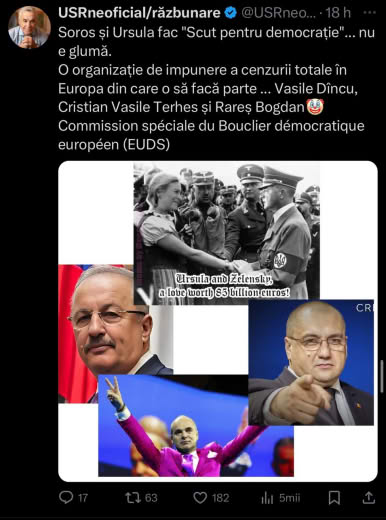 USRneoficial/răzbunare @USRneo... · 18 h ...
Soros și Ursula fac "Scut pentru democrație"... nu
e glumă.
O organizație de impunere a cenzurii totale în
Europa din care o să facă parte ... Vasile Dîncu,
Cristian Vasile Terhes si Rareș Bogdan🤡
Commission spéciale du Bouclier démocratique
européen (EUDS)
Ursula and Zelensky,
a love worth 85 billion euros!
CRI
17 63 182 5mii